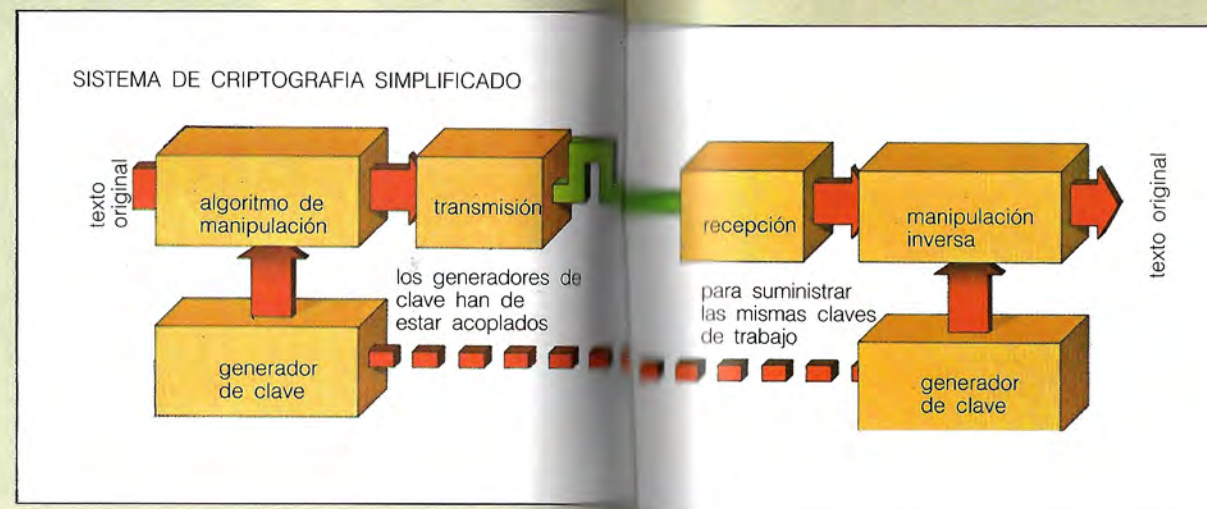 SISTEMA DE CRIPTOGRAFIA SIMPLIFICADO
texto
original
algoritmo de
manipulación
transmisión
recepción
manipulación
inversa
texto original
los generadores de
clave han de
estar acoplados
para suministrar
las mismas claves
de trabajo
generador
de clave
generador
de clave